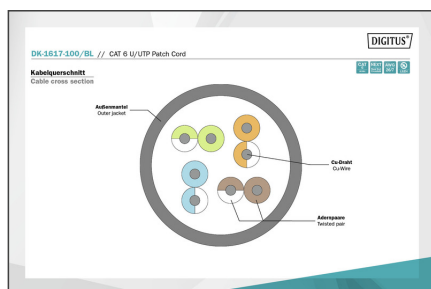 DIGITUS®
DK-1617-100/BL // CAT 6 U/UTP Patch Cord
Kabelquerschnitt
Cable cross section
Außenmantel
Outer jacket
Cu-Draht
Cu-Wire
Adernpaare
Twisted pair